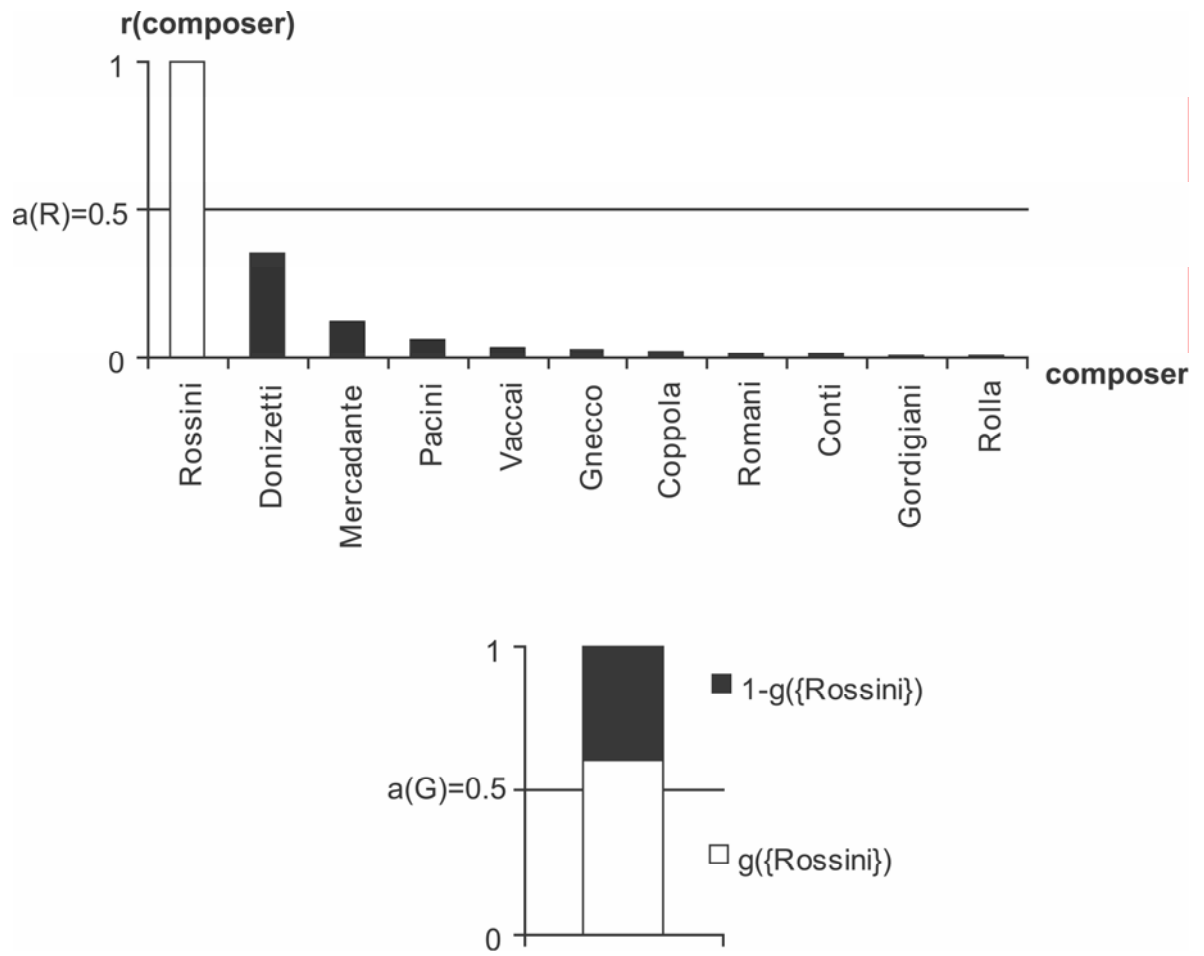 r(composer)
1
a(R)=0.5
0
composer
Rossini
Donizetti
Mercadante
Pacini
Vaccai
Gnecco
Coppola
Romani
Conti
Gordigiani
Rolla
1
1-g({Rossini})
a(G)=0.5
g({Rossini})
0